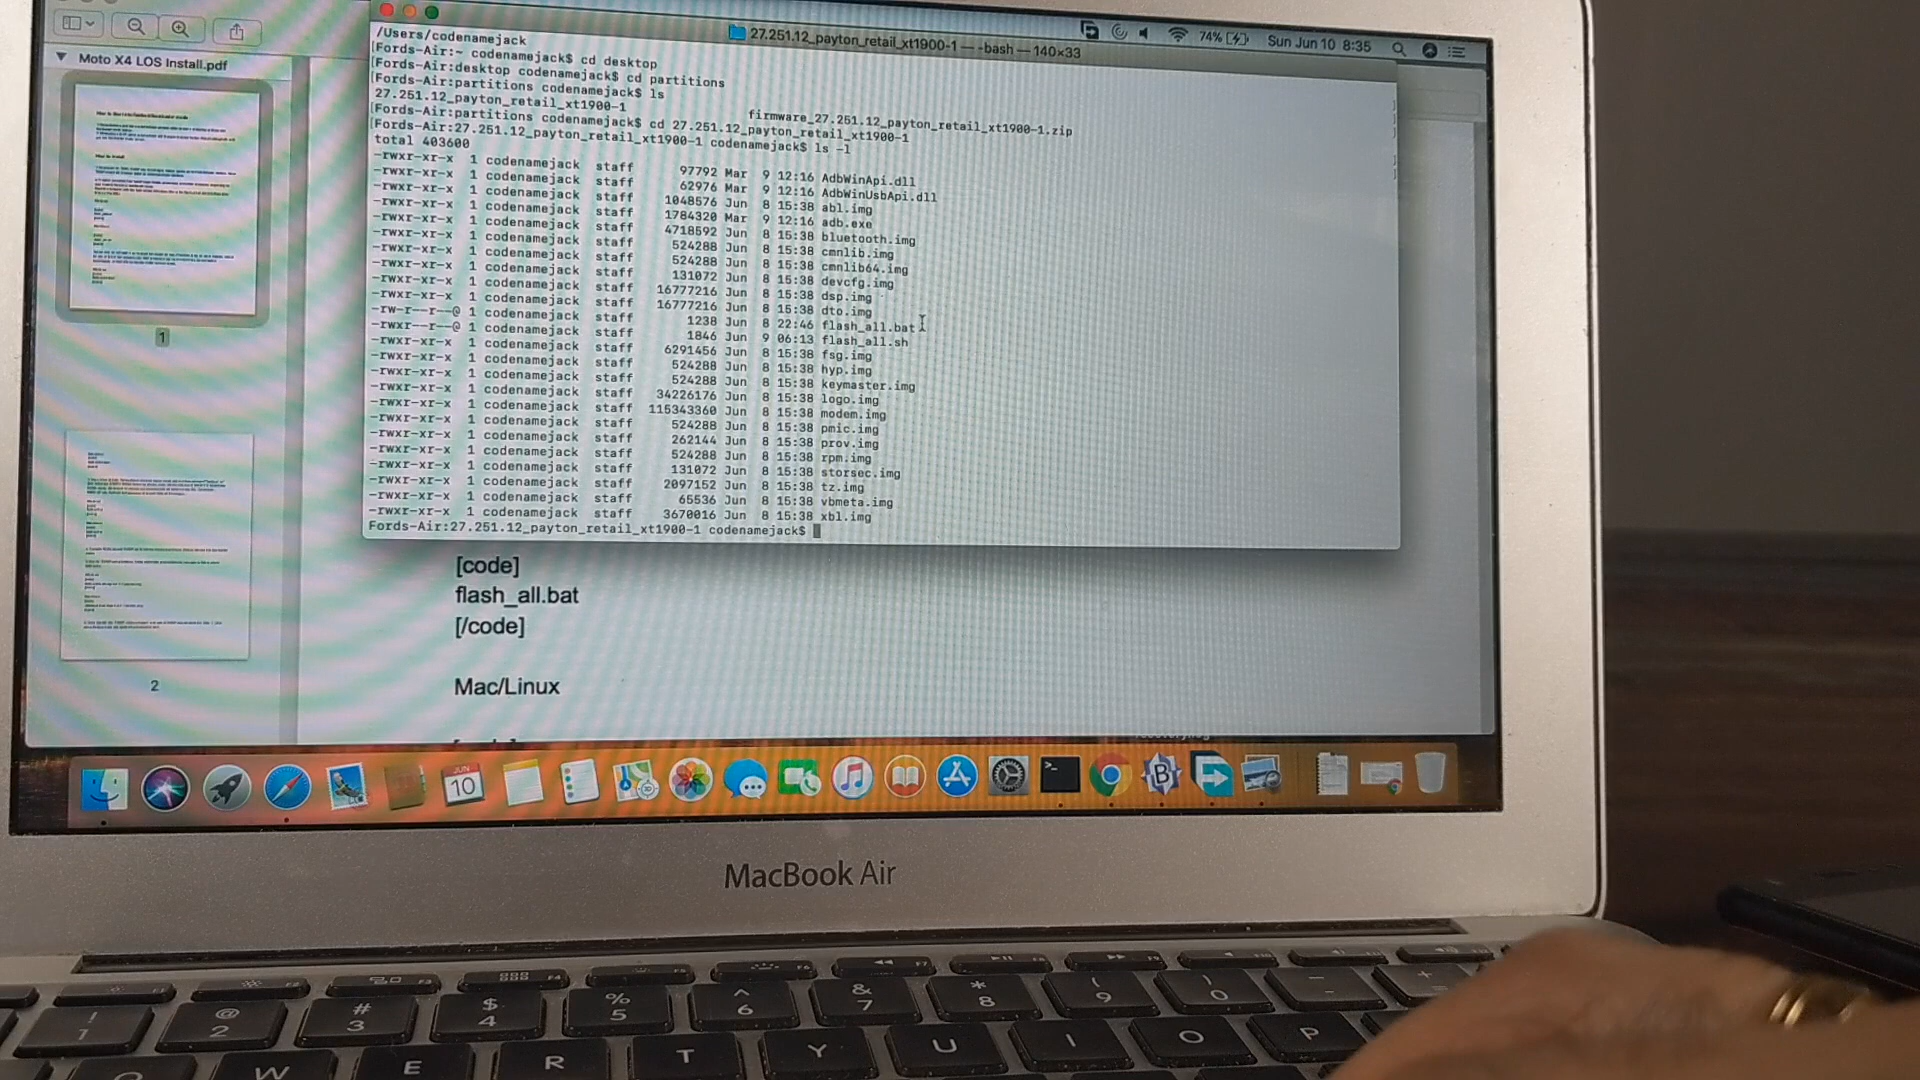 27.251.12_payton_retail_xt1900-1 — -bash — 140×33
74%
Sun Jun 10 8:35
Moto X4 LOS Install.pdf
/Users/codenamejack
[Fords-Air:~ codenamejack$ cd desktop
[Fords-Air:desktop codenamejack$ cd partitions
[Fords-Air:partitions codenamejack$ ls
27.251.12_payton_retail_xt1900-1 firmware_27.251.12_payton_retail_xt1900-1.zip
[Fords-Air:partitions codenamejack$ cd 27.251.12_payton_retail_xt1900-1
[Fords-Air:27.251.12_payton_retail_xt1900-1 codenamejack$ ls -l
total 403600
-rwxr-xr-x 1 codenamejack staff 97792 Mar 9 12:16 AdbWinApi.dll
-rwxr-xr-x 1 codenamejack staff 62976 Mar 9 12:16 AdbWinUsbApi.dll
-rwxr-xr-x 1 codenamejack staff 1048576 Jun 8 15:38 abl.img
-rwxr-xr-x 1 codenamejack staff 1784320 Mar 9 12:16 adb.exe
-rwxr-xr-x 1 codenamejack staff 4718592 Jun 8 15:38 bluetooth.img
-rwxr-xr-x 1 codenamejack staff 524288 Jun 8 15:38 cmnlib.img
-rwxr-xr-x 1 codenamejack staff 524288 Jun 8 15:38 cmnlib64.img
-rwxr-xr-x 1 codenamejack staff 131072 Jun 8 15:38 devcfg.img
-rwxr-xr-x 1 codenamejack staff 16777216 Jun 8 15:38 dsp.img
-rwxr-xr-x 1 codenamejack staff 16777216 Jun 8 15:38 dto.img
-rw-r--r--@ 1 codenamejack staff 1238 Jun 8 22:46 flash_all.bat
-rwxr--r--@ 1 codenamejack staff 1846 Jun 9 06:13 flash_all.sh
-rwxr-xr-x 1 codenamejack staff 6291456 Jun 8 15:38 fsg.img
-rwxr-xr-x 1 codenamejack staff 524288 Jun 8 15:38 hyp.img
-rwxr-xr-x 1 codenamejack staff 524288 Jun 8 15:38 keymaster.img
-rwxr-xr-x 1 codenamejack staff 34226176 Jun 8 15:38 logo.img
-rwxr-xr-x 1 codenamejack staff 115343360 Jun 8 15:38 modem.img
-rwxr-xr-x 1 codenamejack staff 524288 Jun 8 15:38 pmic.img
-rwxr-xr-x 1 codenamejack staff 262144 Jun 8 15:38 prov.img
-rwxr-xr-x 1 codenamejack staff 524288 Jun 8 15:38 rpm.img
-rwxr-xr-x 1 codenamejack staff 131072 Jun 8 15:38 storsec.img
-rwxr-xr-x 1 codenamejack staff 2097152 Jun 8 15:38 tz.img
-rwxr-xr-x 1 codenamejack staff 65536 Jun 8 15:38 vbmeta.img
-rwxr-xr-x 1 codenamejack staff 3670016 Jun 8 15:38 xbl.img
Fords-Air:27.251.12_payton_retail_xt1900-1 codenamejack$
1
2
[code]
flash_all.bat
[/code]
Mac/Linux
JUN
10
MacBook Air
F4 F7
! @ # $ % ^ & * ( ) - + =
1 2 3 4 5 6 7 8 9 0
W E R T Y U I O P